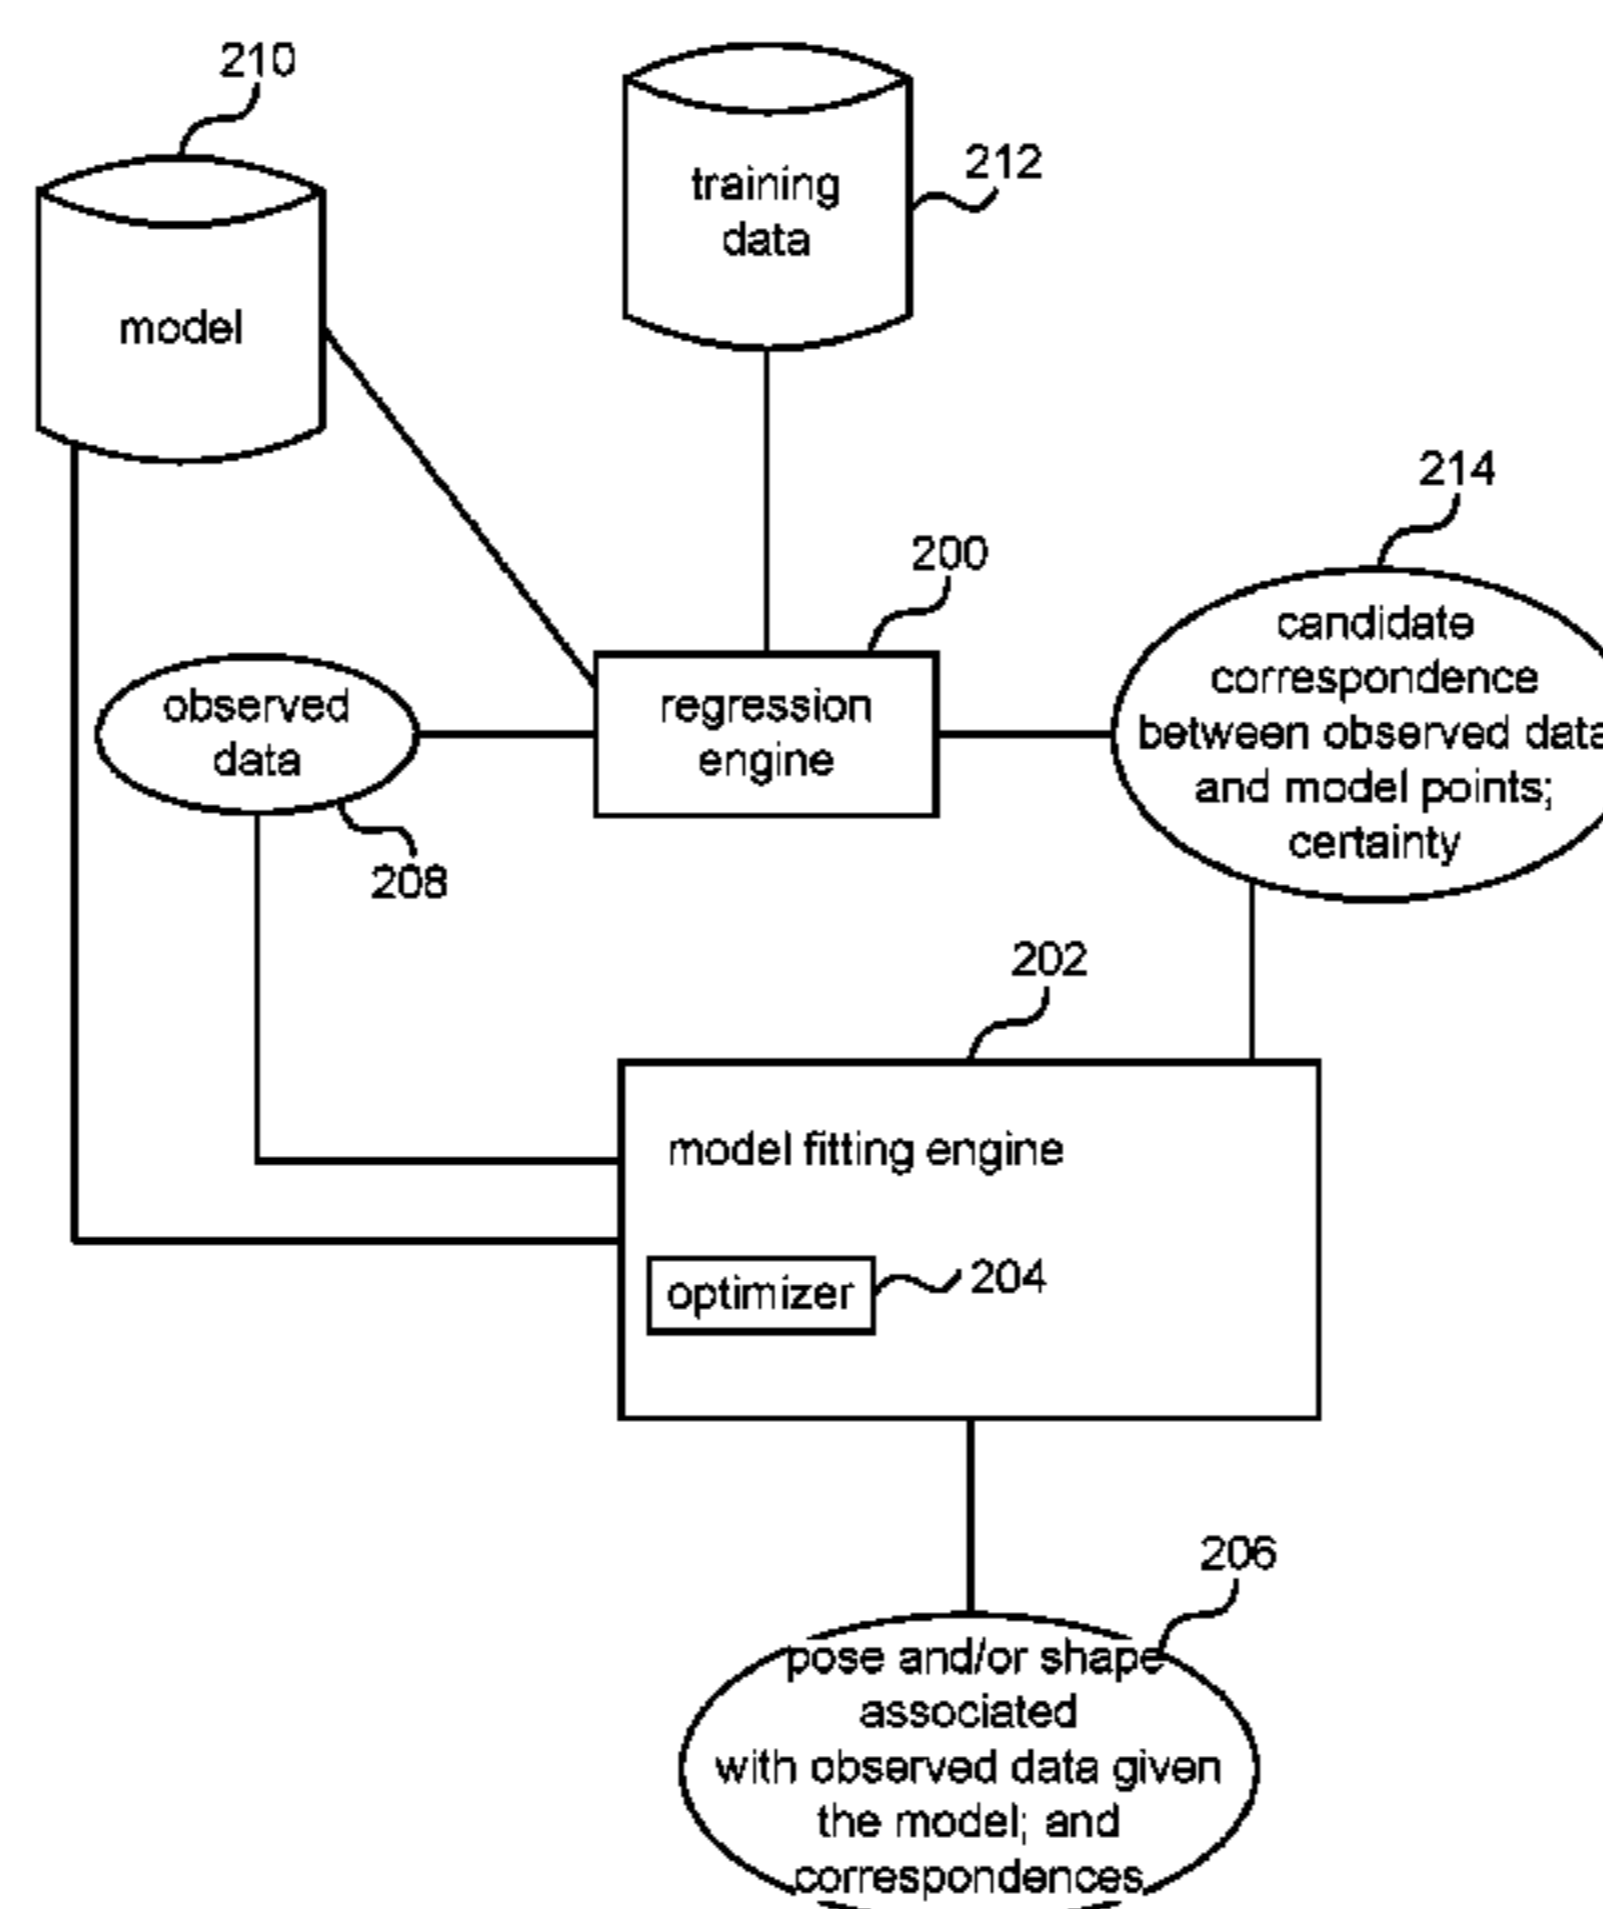 210
212
training
data
model
214
200
candidate
correspondence
between observed data
and model points;
certainty
observed
data
regression
engine
208
202
model fitting engine
optimizer
204
206
pose and/or shape
associated
with observed data given
the model; and
correspondences